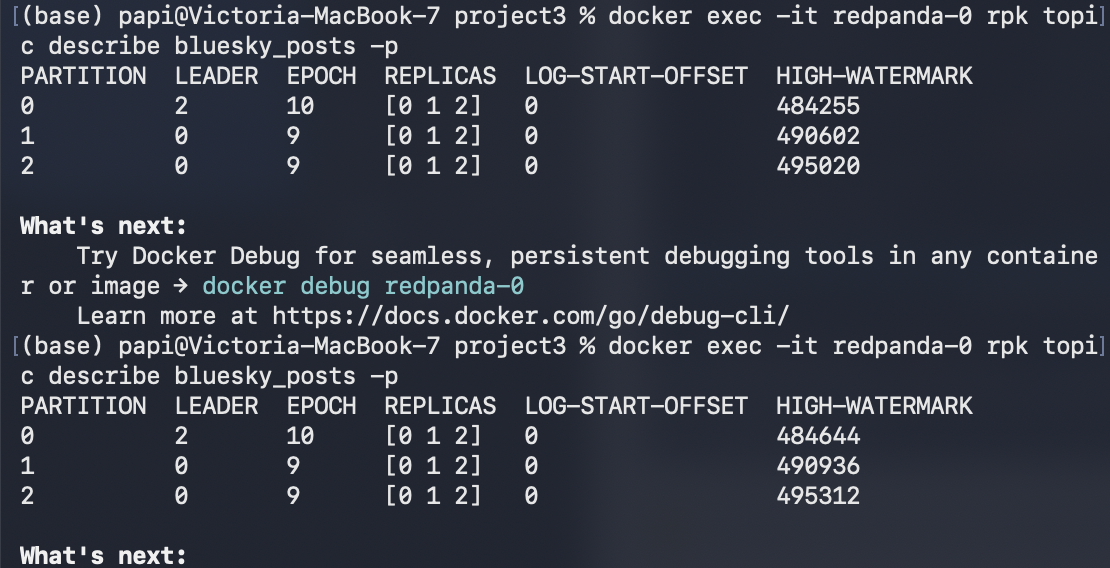 [(base) papi@Victoria-MacBook-7 project3 % docker exec -it redpanda-0 rpk topi]
c describe bluesky_posts -p
PARTITION  LEADER  EPOCH  REPLICAS  LOG-START-OFFSET  HIGH-WATERMARK
0          2       10     [0 1 2]   0                 484255
1          0       9      [0 1 2]   0                 490602
2          0       9      [0 1 2]   0                 495020
What's next:
    Try Docker Debug for seamless, persistent debugging tools in any containe
r or image → docker debug redpanda-0
    Learn more at https://docs.docker.com/go/debug-cli/
[(base) papi@Victoria-MacBook-7 project3 % docker exec -it redpanda-0 rpk topi]
c describe bluesky_posts -p
PARTITION  LEADER  EPOCH  REPLICAS  LOG-START-OFFSET  HIGH-WATERMARK
0          2       10     [0 1 2]   0                 484644
1          0       9      [0 1 2]   0                 490936
2          0       9      [0 1 2]   0                 495312
What's next: